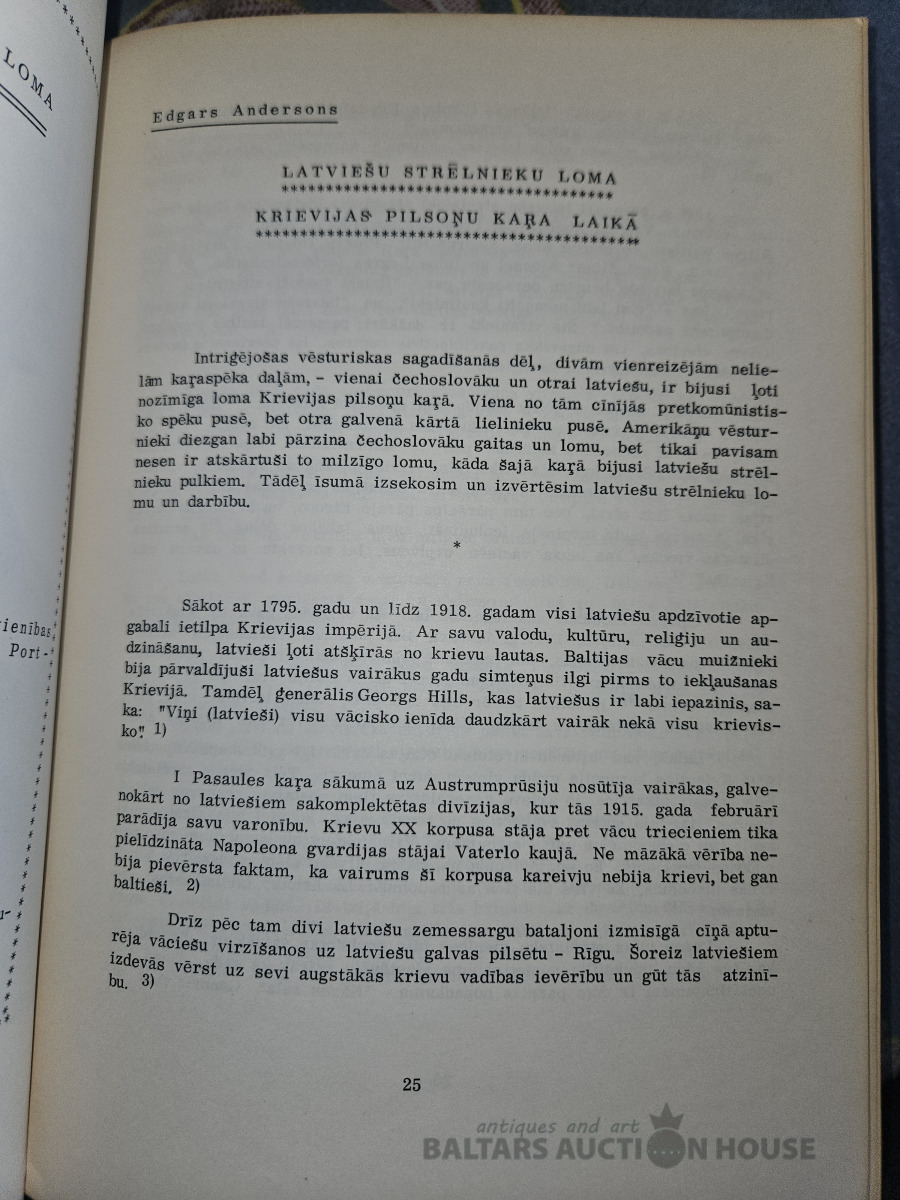 LOMA
ienības,
Port-
Edgars Andersons
LATVIEŠU STRĒLNIEKU LOMA
************************************
KRIEVIJAS PILSOŅU KAŖA LAIKĀ
******************************************
Intriģējošas vēsturiskas sagadīšanās dēļ, divām vienreizējām nelie-
lām kaŗaspēka daļām, – vienai čechoslovāku un otrai latviešu, ir bijusi ļoti
nozīmīga loma Krievijas pilsoņu kaŗā. Viena no tām cīnījās pretkomūnistis-
ko spēku pusē, bet otra galvenā kārtā lielinieku pusē. Amerikāņu vēstur-
nieki diezgan labi pārzina čechoslovāku gaitas un lomu, bet tikai pavisam
nesen ir atskārtuši to milzīgo lomu, kāda šajā kaŗā bijusi latviešu strēl-
nieku pulkiem. Tādēļ īsumā izsekosim un izvērtēsim latviešu strēlnieku lo-
mu un darbību.
*
Sākot ar 1795. gadu un līdz 1918. gadam visi latviešu apdzīvotie ap-
gabali ietilpa Krievijas impērijā. Ar savu valodu, kultūru, reliģiju un au-
dzināšanu, latvieši ļoti atšķīrās no krievu tautas. Baltijas vācu muižnieki
bija pārvaldījuši latviešus vairākus gadu simteņus ilgi pirms to iekļaušanas
Krievijā. Tamdēļ ģenerālis Georgs Hills, kas latviešus ir labi iepazinis, sa-
ka: "Viņi (latvieši) visu vācisko ienīda daudzkārt vairāk nekā visu krievis-
ko". 1)
I Pasaules kaŗa sākumā uz Austrumprūsiju nosūtīja vairākas, galve-
nokārt no latviešiem sakomplektētas divīzijas, kur tās 1915. gada februārī
parādīja savu varonību. Krievu XX korpusa stāja pret vācu triecieniem tika
pielīdzināta Napoleona gvardijas stājai Vaterlo kaujā. Ne māzākā vērība ne-
bija pievērsta faktam, ka vairums šī korpusa kareivju nebija krievi, bet gan
baltieši. 2)
Drīz pēc tam divi latviešu zemessargu bataljoni izmisīgā cīņā aptu-
rēja vāciešu virzīšanos uz latviešu galvas pilsētu – Rīgu. Šoreiz latviešiem
izdevās vērst uz sevi augstākās krievu vadības ievērību un gūt tās atzinī-
bu. 3)
25
antiques and art
BALTARS AUCTION HOUSE